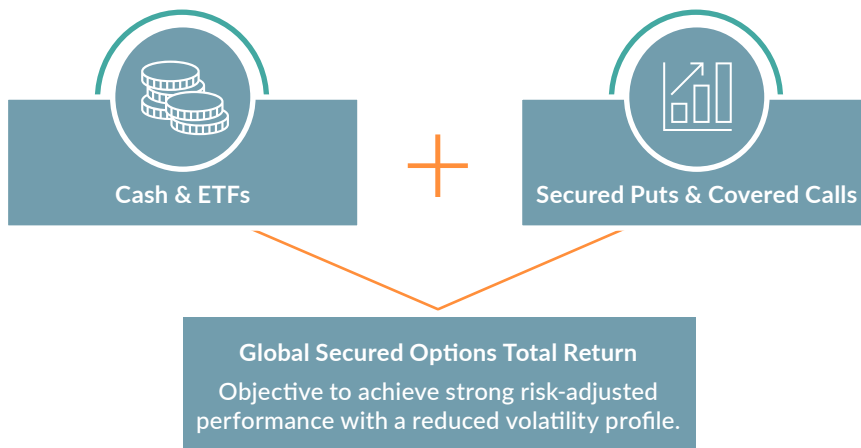 Cash & ETFs
Secured Puts & Covered Calls
Global Secured Options Total Return
Objective to achieve strong risk-adjusted
performance with a reduced volatility profile.